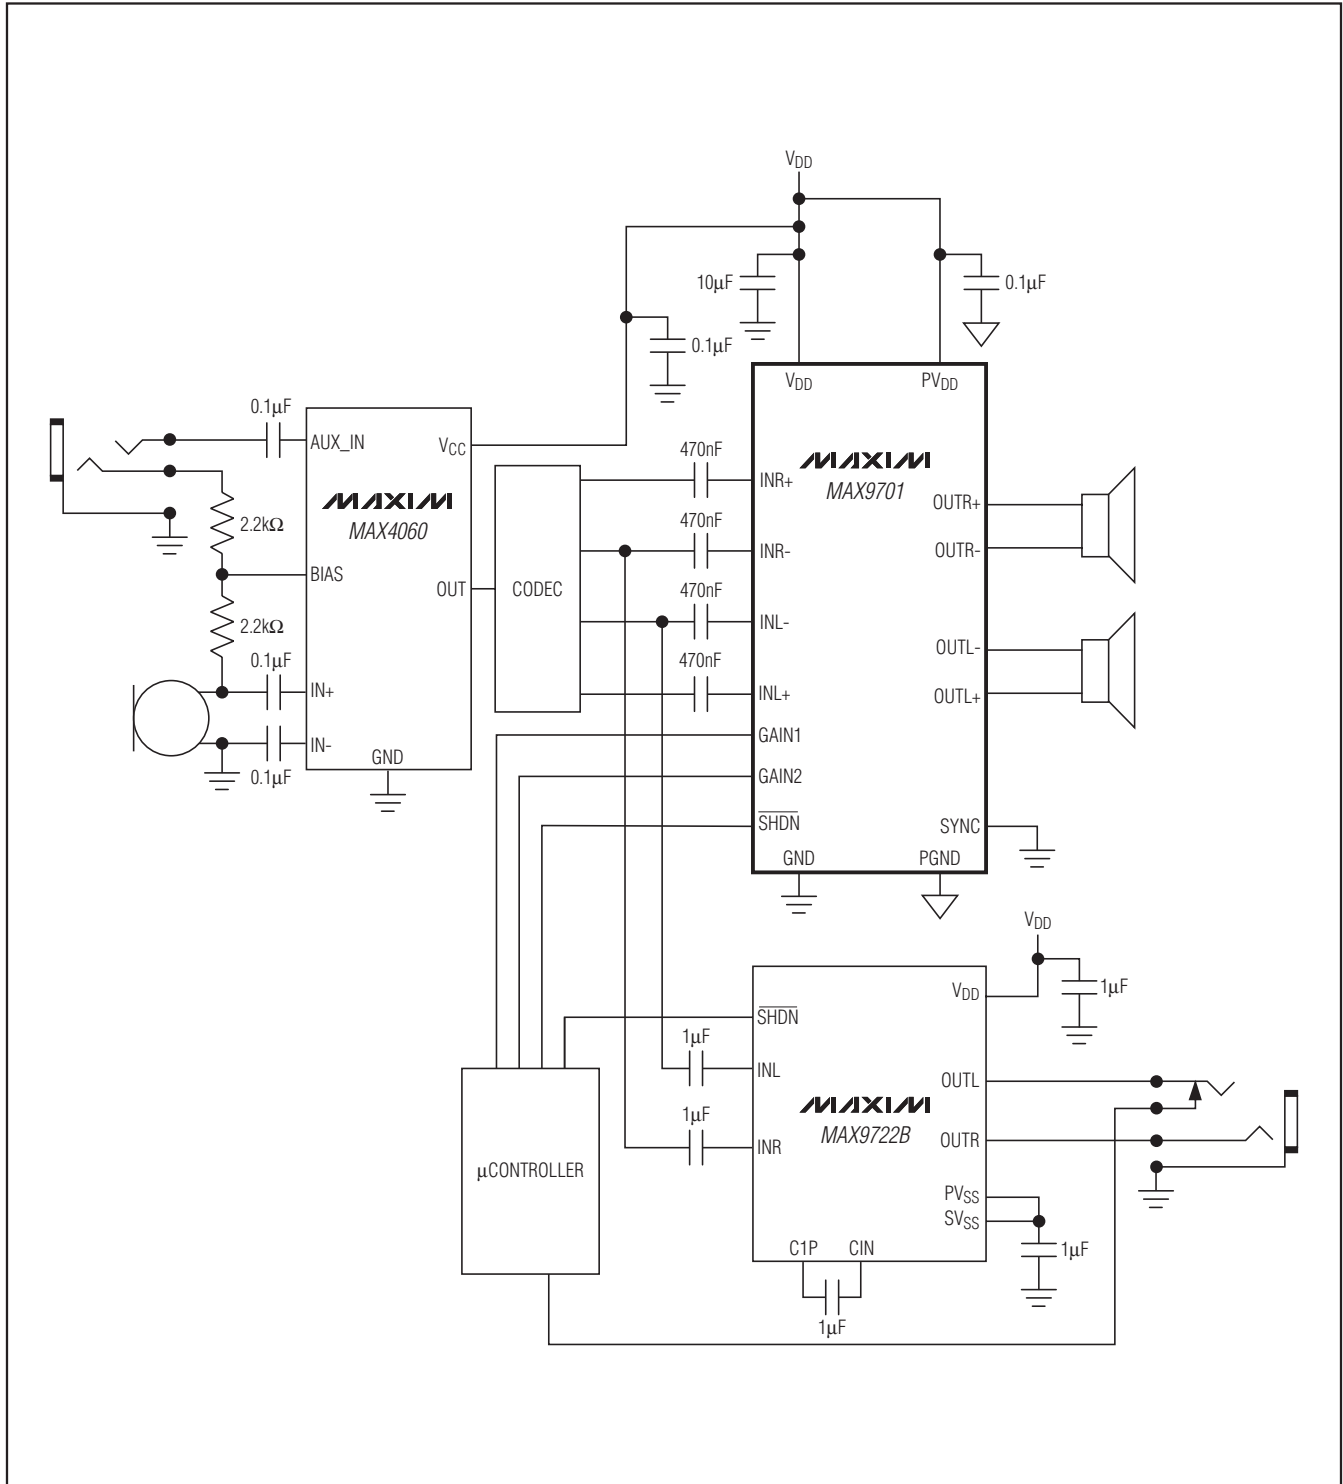 VDD
10µF
0.1µF
0.1µF
VDD PVDD
0.1µF
AUX_IN VCC
MAXIM
MAX4060
2.2kΩ
BIAS
OUT
2.2kΩ
0.1µF
IN+
IN-
0.1µF
GND
CODEC
470nF
470nF
470nF
470nF
INR+
INR-
INL-
INL+
GAIN1
GAIN2
SHDN
MAXIM
MAX9701
OUTR+
OUTR-
OUTL-
OUTL+
SYNC
GND PGND
VDD
1µF
VDD
SHDN
1µF
INL
OUTL
MAXIM
MAX9722B
1µF
INR
OUTR
µCONTROLLER
PVSS
SVSS
1µF
C1P CIN
1µF